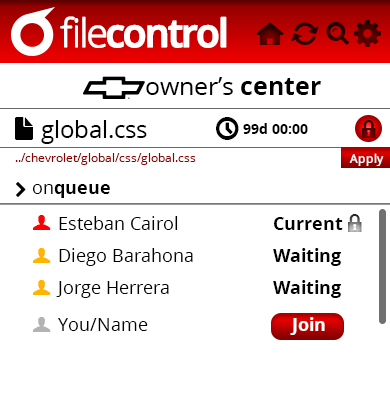 filecontrol
owner's center
global.css 99d 00:00
../chevrolet/global/css/global.css Apply
onqueue
Esteban Cairol Current
Diego Barahona Waiting
Jorge Herrera Waiting
You/Name Join